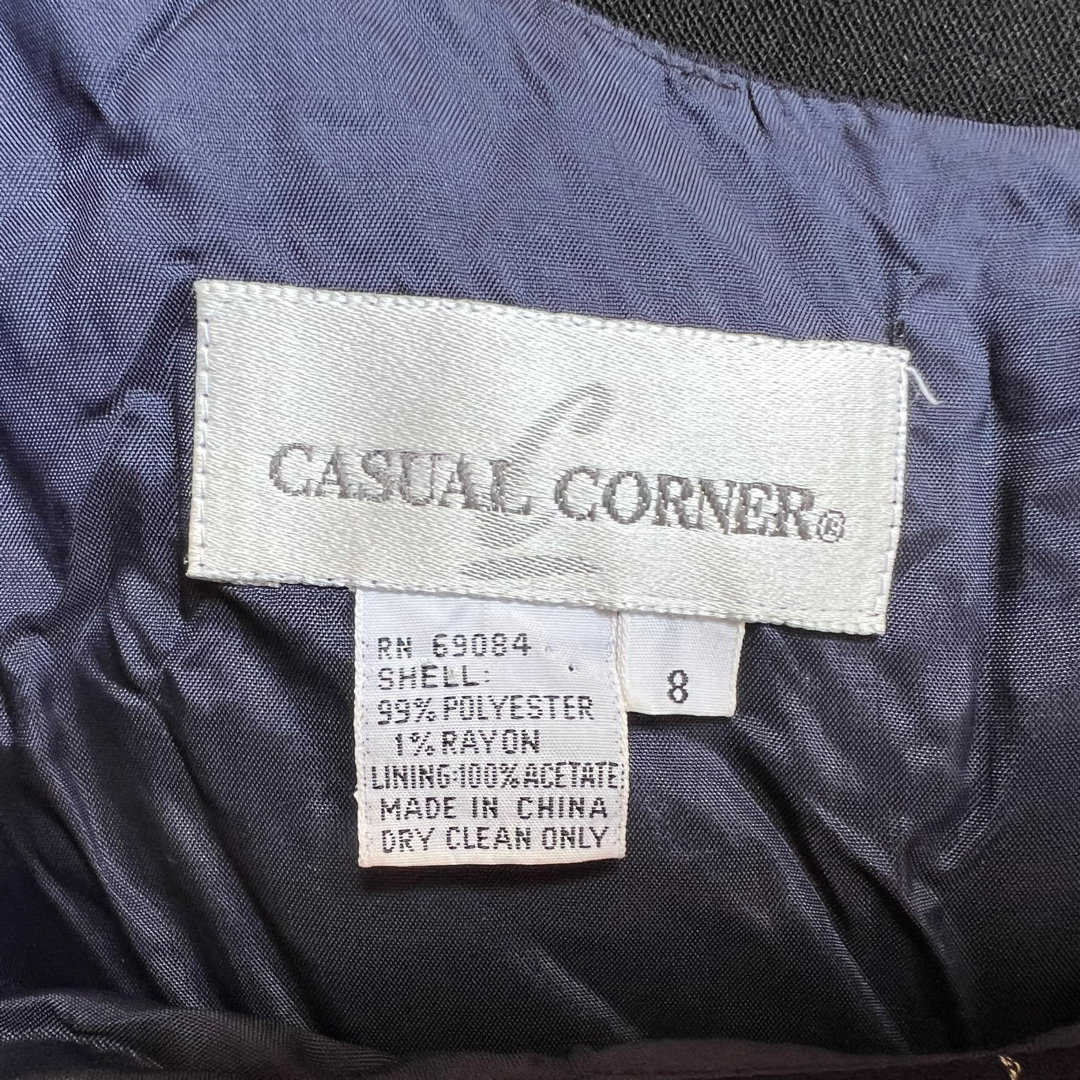 CASUAL CORNER®
RN 69084
SHELL:
99% POLYESTER
1% RAYON
LINING:100% ACETATE
MADE IN CHINA
DRY CLEAN ONLY
8